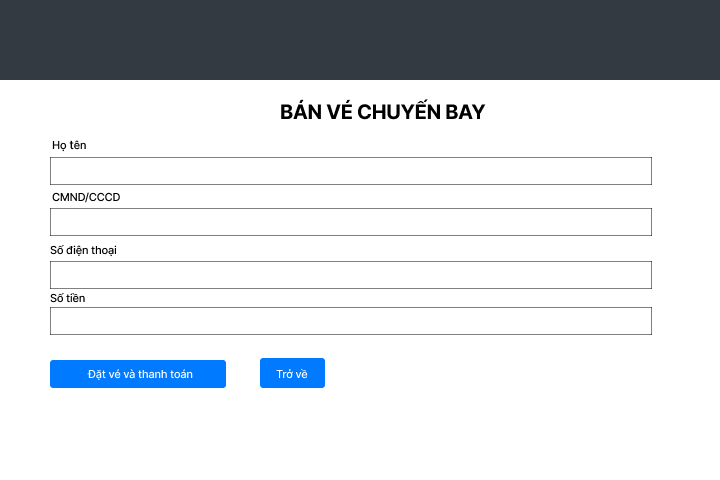 BÁN VÉ CHUYẾN BAY
Họ tên
CMND/CCCD
Số điện thoại
Số tiền
Đặt vé và thanh toán
Trở về